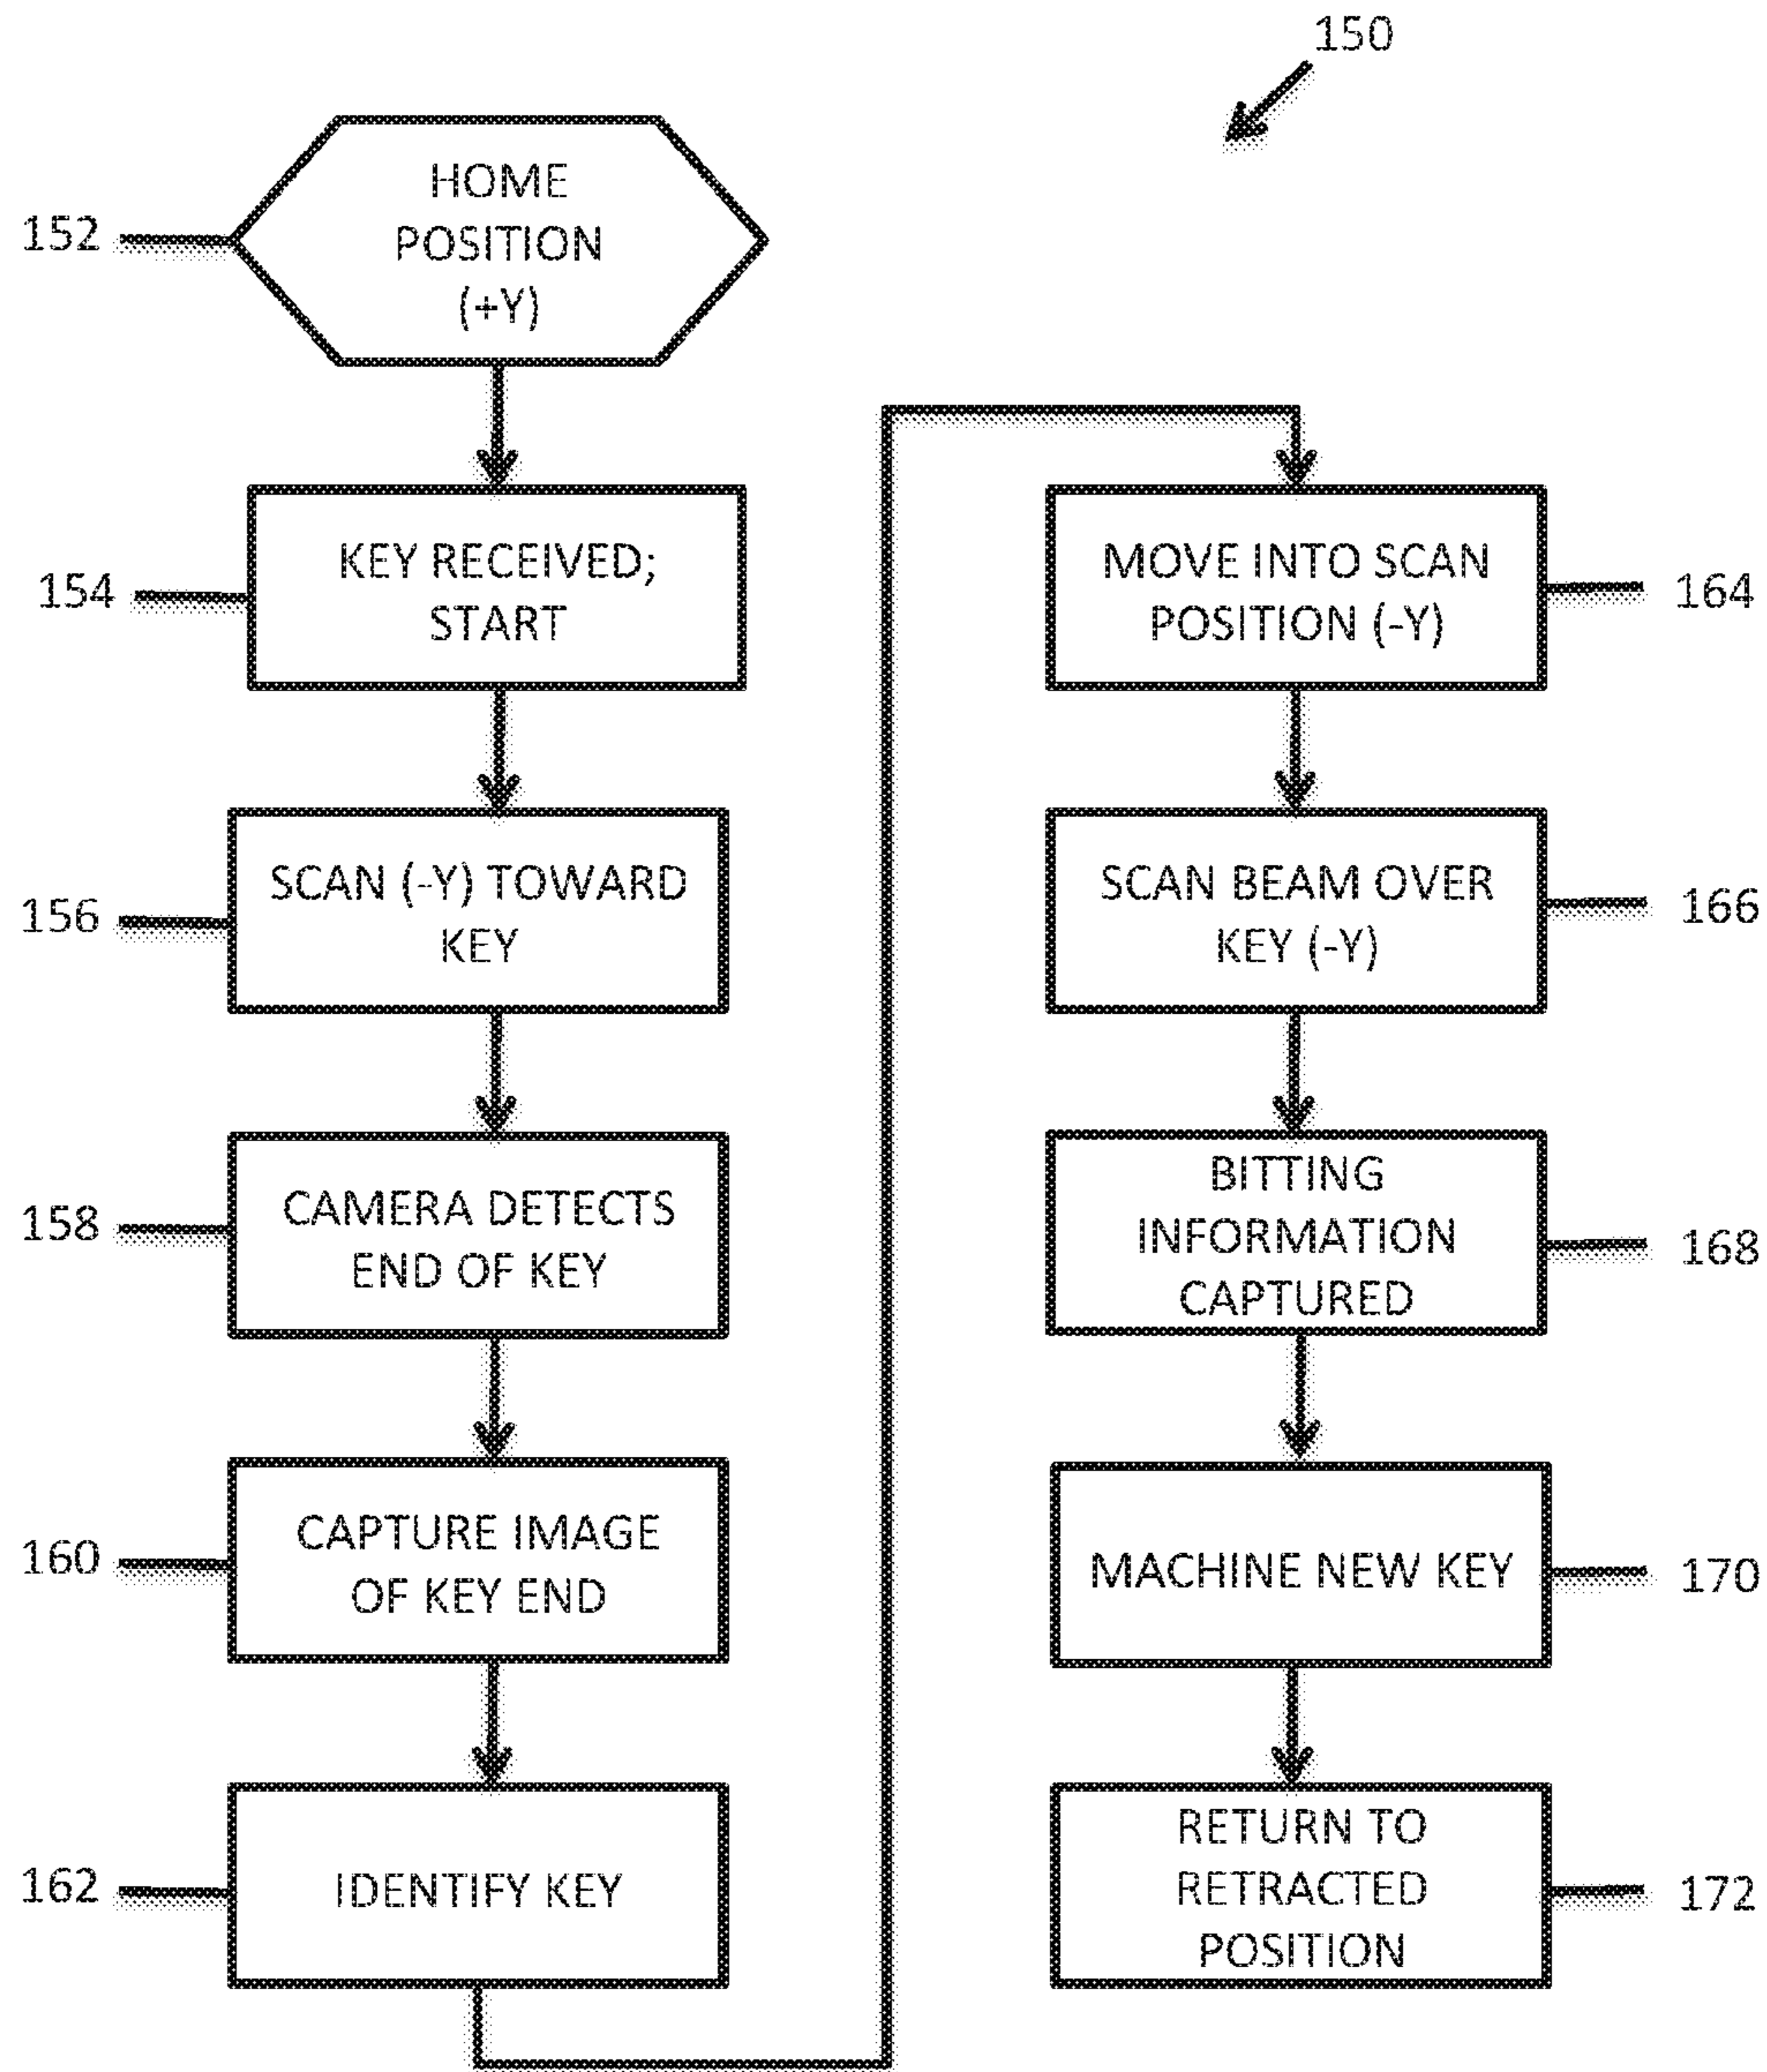 150
152
HOME
POSITION
(+Y)
154
KEY RECEIVED;
START
156
SCAN (-Y) TOWARD
KEY
158
CAMERA DETECTS
END OF KEY
160
CAPTURE IMAGE
OF KEY END
162
IDENTIFY KEY
MOVE INTO SCAN
POSITION (-Y)
164
SCAN BEAM OVER
KEY (-Y)
166
BITTING
INFORMATION
CAPTURED
168
MACHINE NEW KEY
170
RETURN TO
RETRACTED
POSITION
172